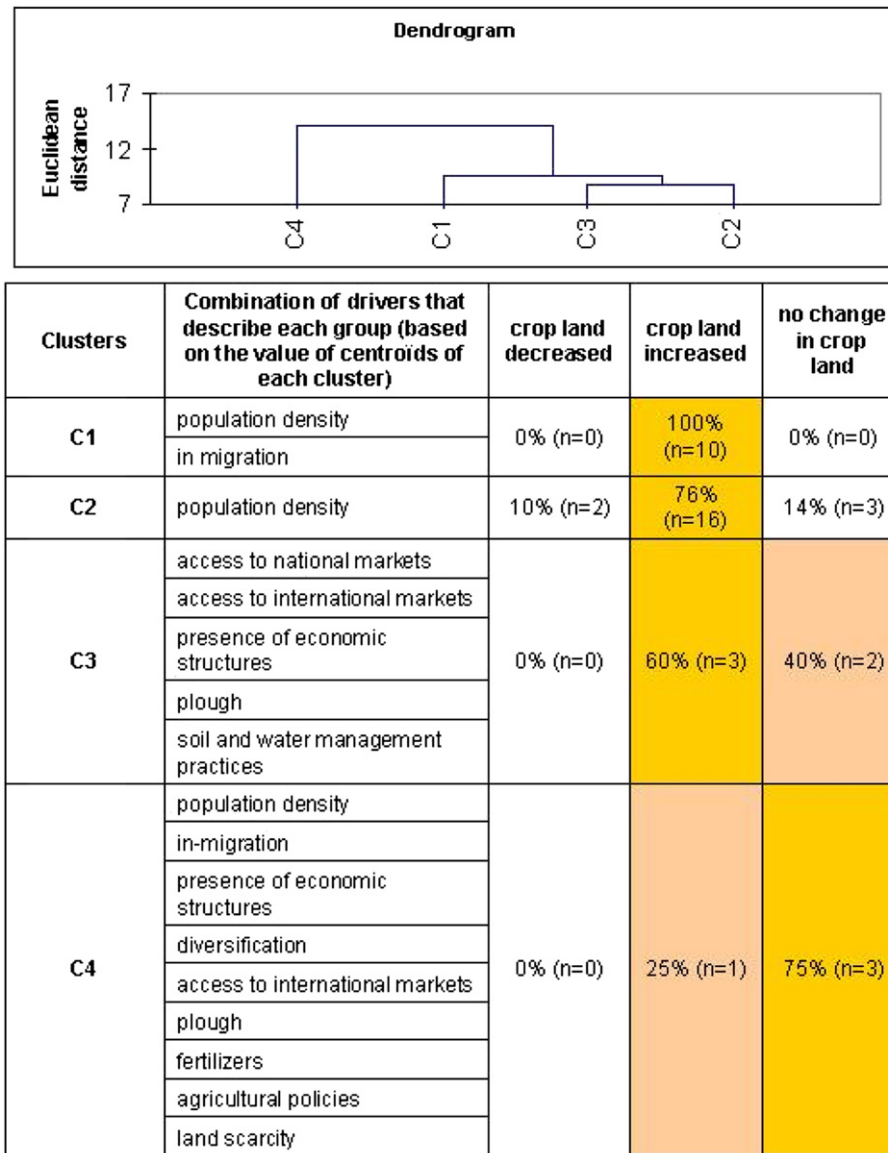 Dendrogram
Euclidean
distance
17
12
7
C4
C1
C3
C2
Clusters
Combination of drivers that
describe each group (based
on the value of centroïds of
each cluster)
crop land
decreased
crop land
increased
no change
in crop
land
C1
population density
in migration
0% (n=0)
100%
(n=10)
0% (n=0)
C2
population density
10% (n=2)
76%
(n=16)
14% (n=3)
C3
access to national markets
access to international markets
presence of economic
structures
plough
soil and water management
practices
0% (n=0)
60% (n=3)
40% (n=2)
C4
population density
in-migration
presence of economic
structures
diversification
access to international markets
plough
fertilizers
agricultural policies
land scarcity
0% (n=0)
25% (n=1)
75% (n=3)